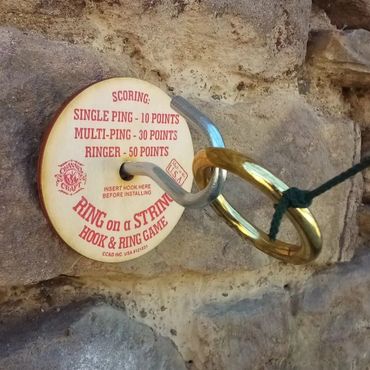 SCORING:
SINGLE PING - 10 POINTS
MULTI-PING - 30 POINTS
RINGER - 50 POINTS
CRAFT
U.S.A.
INSERT HOOK HERE
BEFORE INSTALLING
RING on a STRING
HOOK & RING GAME